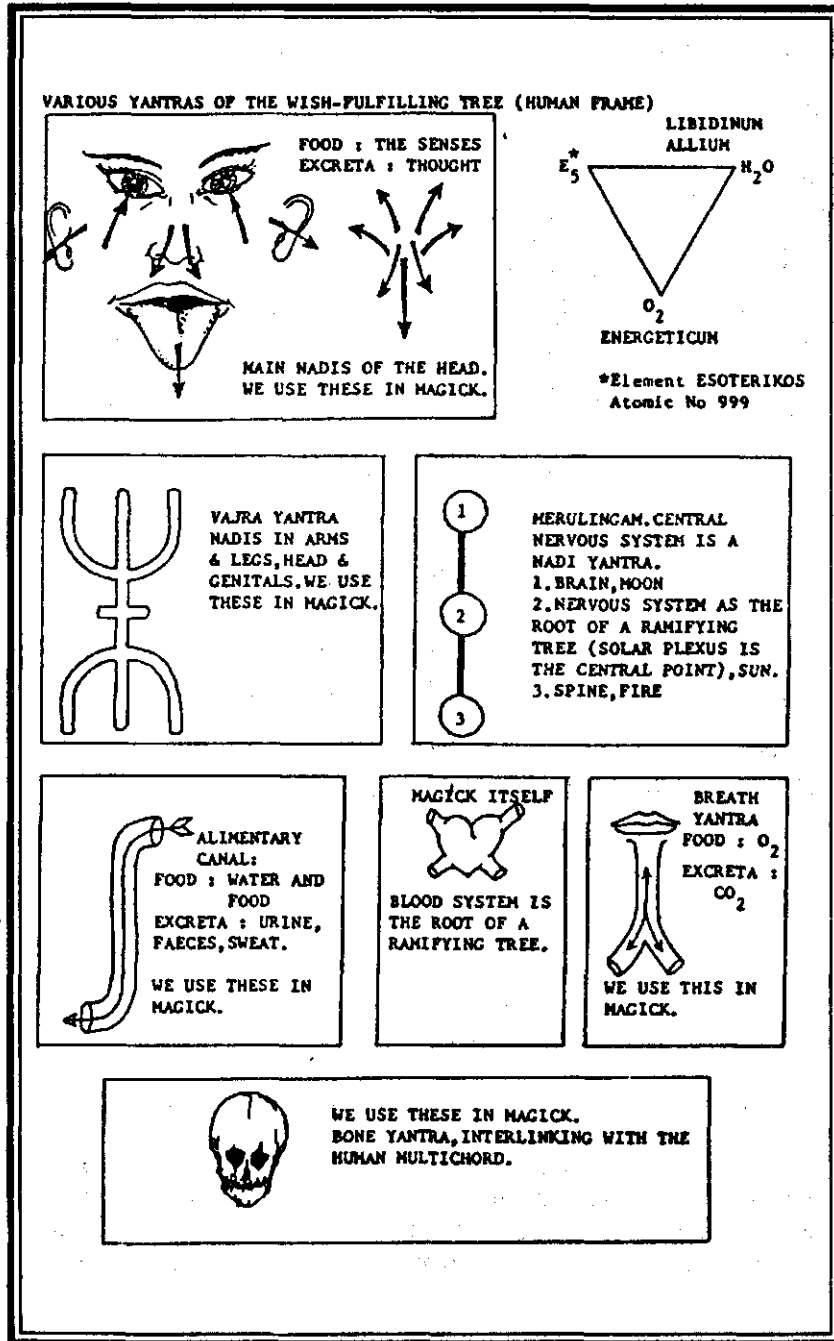 VARIOUS YANTRAS OF THE WISH-FULFILLING TREE (HUMAN FRAME)
FOOD : THE SENSES
EXCRETA : THOUGHT
MAIN NADIS OF THE HEAD.
WE USE THESE IN MAGICK.
LIBIDINUM
ALLIUM
E5*
H2O
O2
ENERGETICUM
*Element ESOTERIKOS
Atomic No 999
VAJRA YANTRA
NADIS IN ARMS
& LEGS,HEAD &
GENITALS.WE USE
THESE IN MAGICK.
1
2
3
MERULINGAM.CENTRAL
NERVOUS SYSTEM IS A
NADI YANTRA.
1.BRAIN,MOON
2.NERVOUS SYSTEM AS THE
ROOT OF A RAMIFYING
TREE (SOLAR PLEXUS IS
THE CENTRAL POINT),SUN.
3.SPINE,FIRE
ALIMENTARY
CANAL:
FOOD : WATER AND
FOOD
EXCRETA : URINE,
FAECES,SWEAT.
WE USE THESE IN
MAGICK.
MAGICK ITSELF
BLOOD SYSTEM IS
THE ROOT OF A
RAMIFYING TREE.
BREATH
YANTRA
FOOD : O2
EXCRETA :
CO2
WE USE THIS IN
MAGICK.
WE USE THESE IN MAGICK.
BONE YANTRA,INTERLINKING WITH THE
HUMAN MULTICHORD.